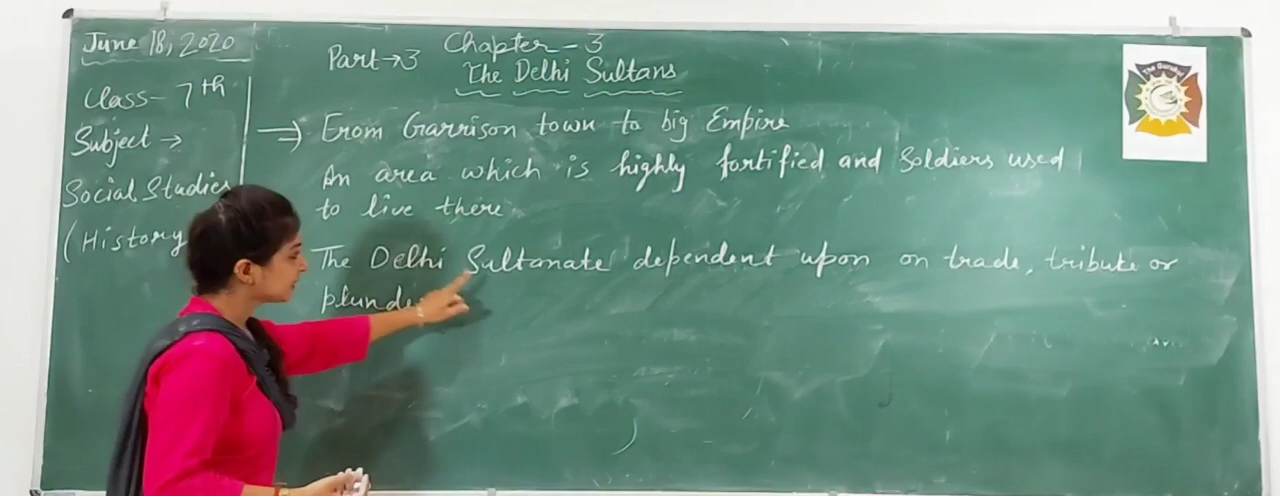 June 18, 2020
Class - 7th
Subject →
Social Studies
(History
Part → 3 Chapter - 3
The Delhi Sultans
⇒ From Garrison town to big Empire
An area which is highly fortified and Soldiers used
to live there
The Delhi Sultanate dependent upon on trade, tribute or
The Gurukul